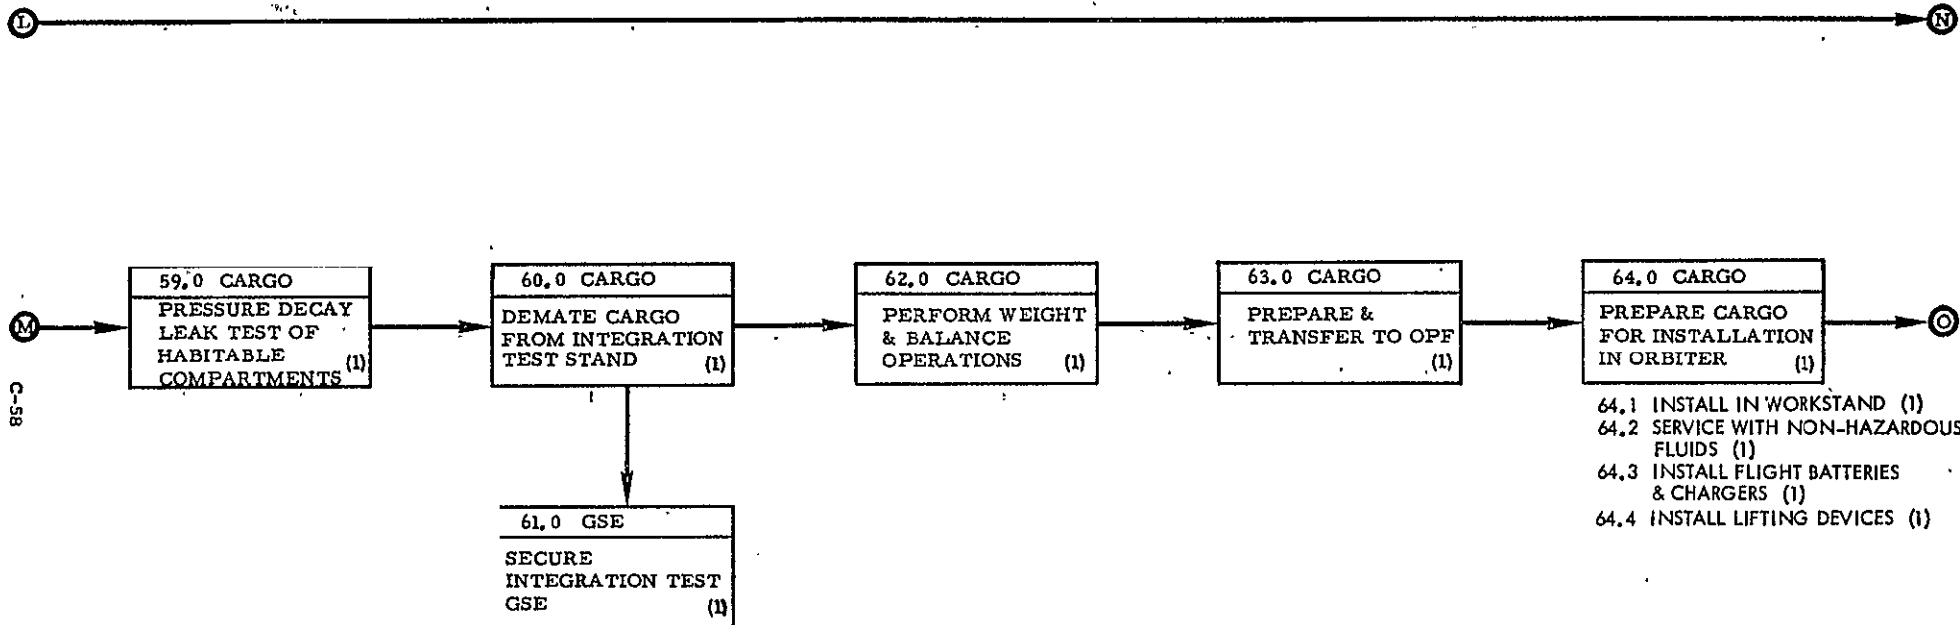 L
N
M
59.0 CARGO
PRESSURE DECAY
LEAK TEST OF
HABITABLE
COMPARTMENTS (1)
60.0 CARGO
DEMATE CARGO
FROM INTEGRATION
TEST STAND (1)
62.0 CARGO
PERFORM WEIGHT
& BALANCE
OPERATIONS (1)
63.0 CARGO
PREPARE &
TRANSFER TO OPF
(1)
64.0 CARGO
PREPARE CARGO
FOR INSTALLATION
IN ORBITER (1)
O
64.1 INSTALL IN WORKSTAND (1)
64.2 SERVICE WITH NON-HAZARDOUS
FLUIDS (1)
64.3 INSTALL FLIGHT BATTERIES
& CHARGERS (1)
64.4 INSTALL LIFTING DEVICES (1)
61.0 GSE
SECURE
INTEGRATION TEST
GSE (1)
C-58